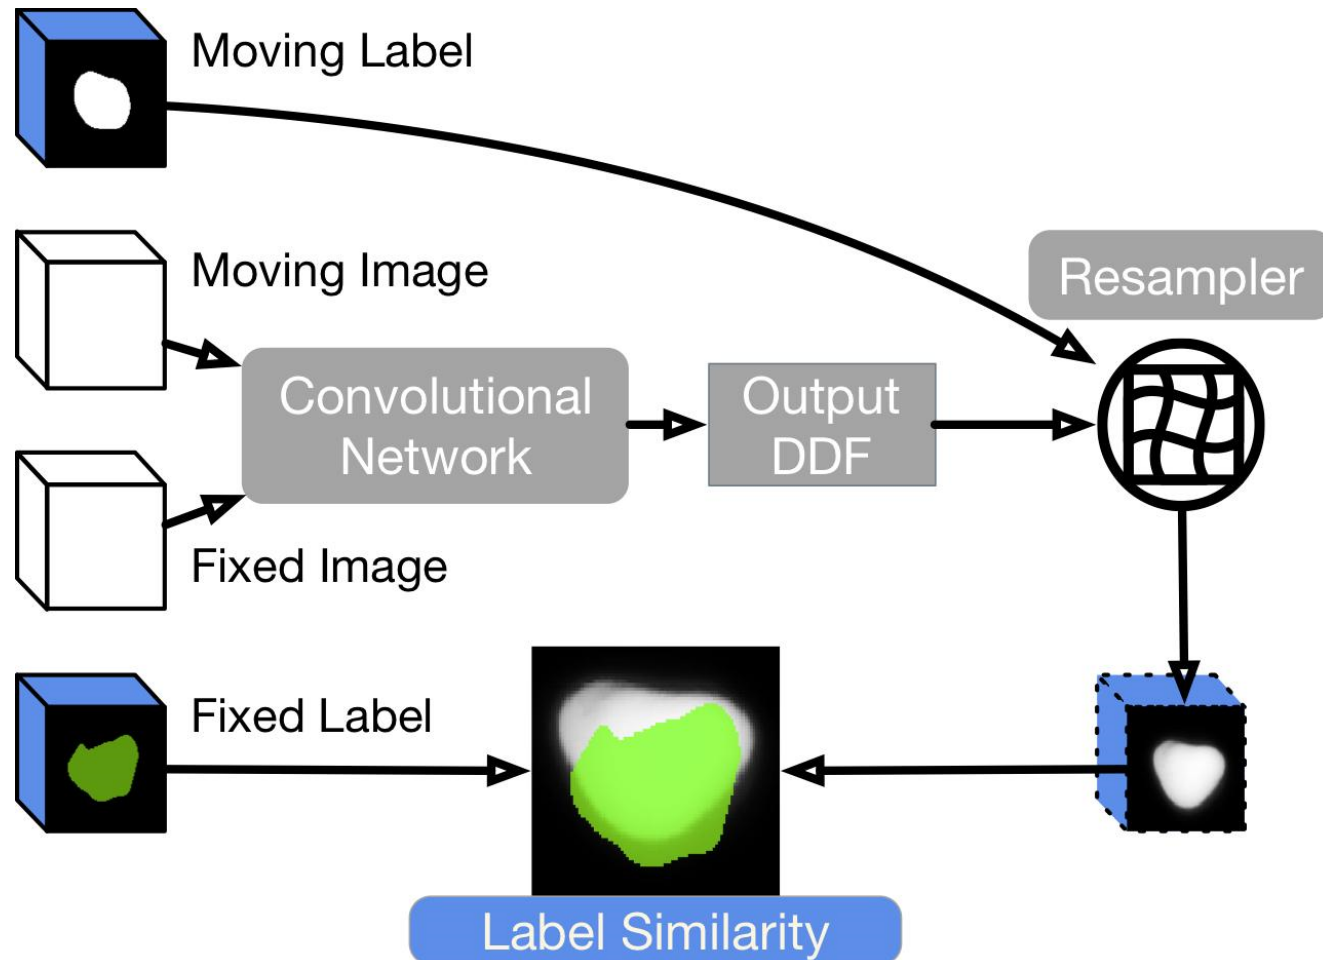 Moving Label
Moving Image
Resampler
Convolutional
Network
Output
DDF
Fixed Image
Fixed Label
Label Similarity